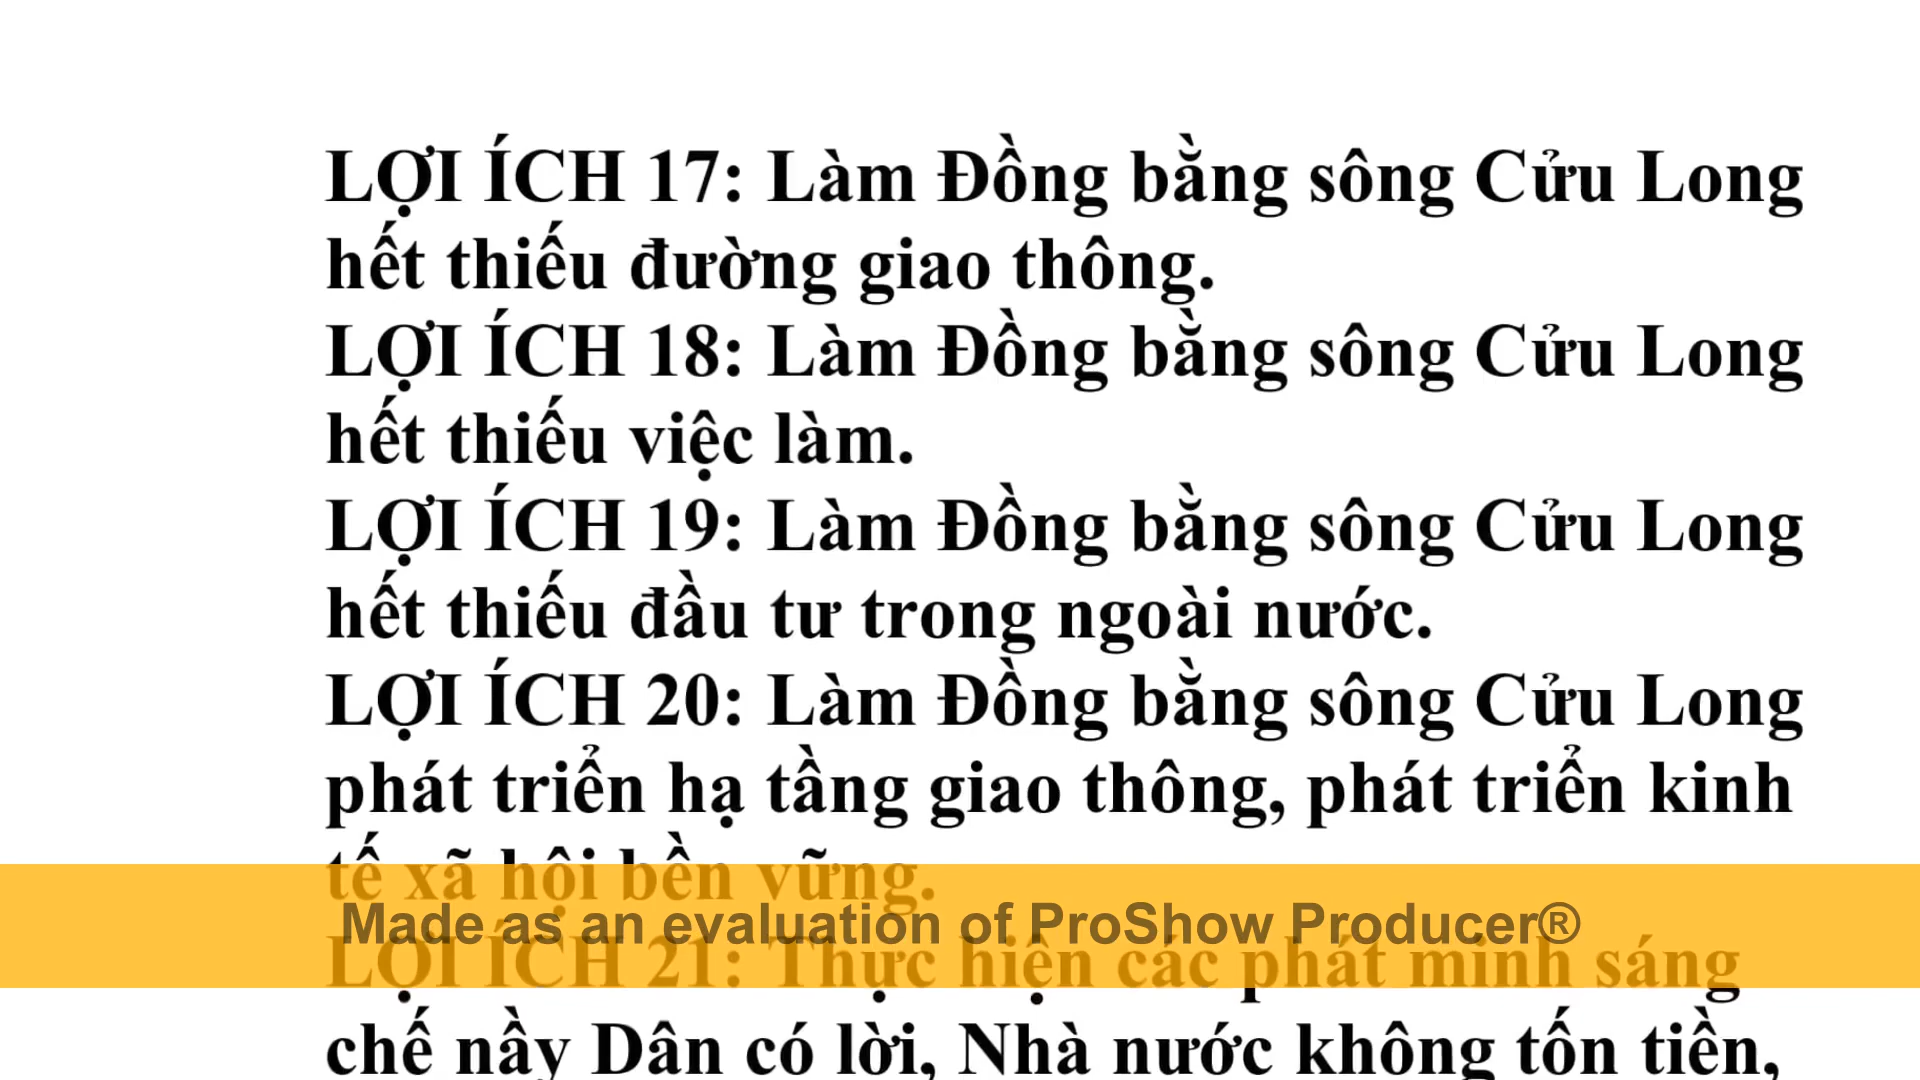 LỢI ÍCH 17: Làm Đồng bằng sông Cửu Long
hết thiếu đường giao thông.
LỢI ÍCH 18: Làm Đồng bằng sông Cửu Long
hết thiếu việc làm.
LỢI ÍCH 19: Làm Đồng bằng sông Cửu Long
hết thiếu đầu tư trong ngoài nước.
LỢI ÍCH 20: Làm Đồng bằng sông Cửu Long
phát triển hạ tầng giao thông, phát triển kinh
tế xã hội bền vững.
Made as an evaluation of ProShow Producer®
LỢI ÍCH 21: Thực hiện các phát minh sáng
chế nầy Dân có lời, Nhà nước không tốn tiền,